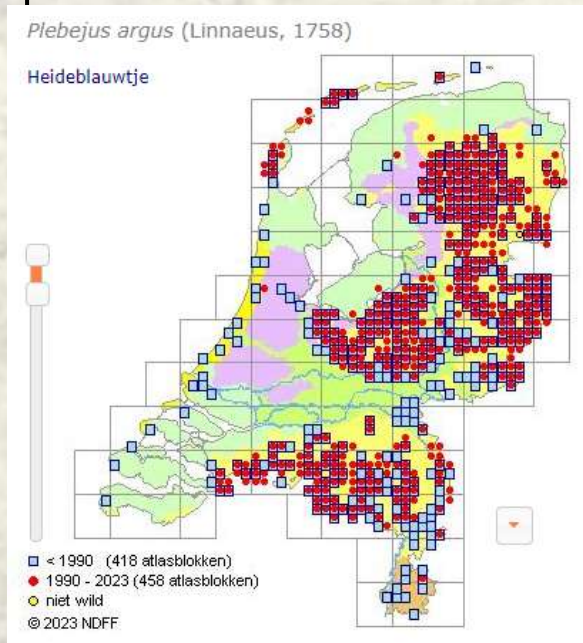 Plebejus argus (Linnaeus, 1758)
Heideblauwtje
< 1990 (418 atlasblokken)
1990 - 2023 (458 atlasblokken)
niet wild
© 2023 NDFF